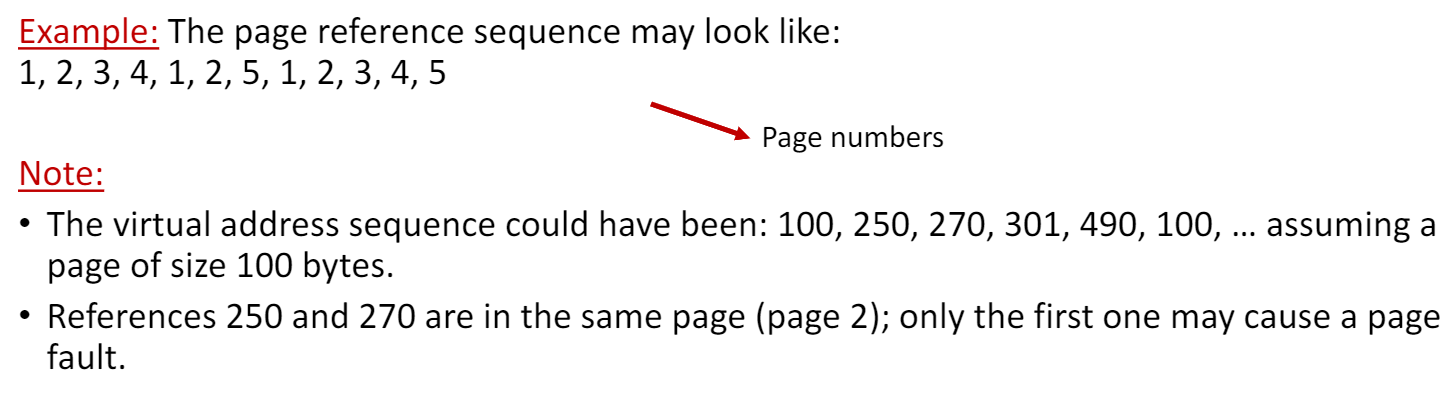 Example: The page reference sequence may look like:
1, 2, 3, 4, 1, 2, 5, 1, 2, 3, 4, 5
Page numbers
Note:
• The virtual address sequence could have been: 100, 250, 270, 301, 490, 100, … assuming a
page of size 100 bytes.
• References 250 and 270 are in the same page (page 2); only the first one may cause a page
fault.